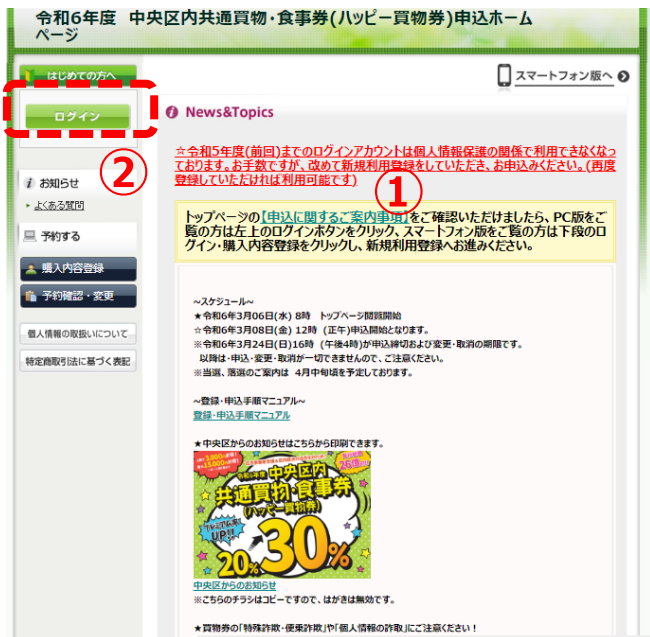 令和6年度 中央区内共通買物・食事券(ハッピー買物券)申込ホーム
ページ
はじめての方へ
スマートフォン版へ
ログイン
News&Topics
②
☆令和5年度(前回)までのログインアカウントは個人情報保護の関係で利用できなくなっ
ております。お手数ですが、改めて新規利用登録をしていただき、お申込みください。(再度
登録していただければ利用可能です)
①
お知らせ
よくある質問
予約する
購入内容登録
予約確認・変更
個人情報の取扱いについて
特定商取引法に基づく表記
トップページの【申込に関するご案内事項】をご確認いただけましたら、PC版をご
覧の方は左上のログインボタンをクリック、スマートフォン版をご覧の方は下段のロ
グイン・購入内容登録をクリックし、新規利用登録へお進みください。
~スケジュール~
★令和6年3月06日(水) 8時 トップページ閲覧開始
☆令和6年3月08日(金) 12時 (正午)申込開始となります。
※令和6年3月24日(日)16時 (午後4時)が申込締切および変更・取消の期限です。
以降は・申込・変更・取消が一切できませんので、ご注意ください。
※当選、落選のご案内は 4月中旬頃を予定しております。
~登録・申込手順マニュアル~
登録・申込手順マニュアル
★中央区からのお知らせはこちらから印刷できます。
令和6年度 中央区内
共通買物・食事券
(ハッピー買物券)
プレミアム率
UP!!
20% 30%
中央区からのお知らせ
※こちらのチラシはコピーですので、はがきは無効です。
★買物券の「特殊詐欺・便乗詐欺」や「個人情報の詐取」にご注意ください!